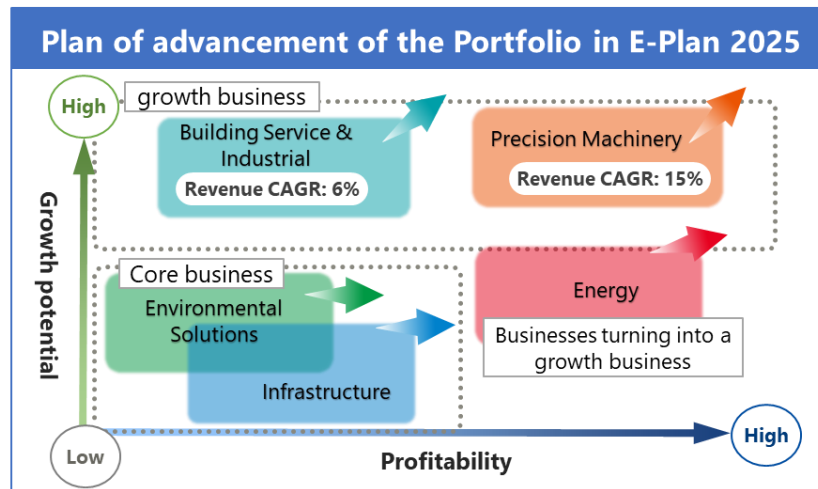 Plan of advancement of the Portfolio in E-Plan 2025
High
growth business
Building Service &
Industrial
Revenue CAGR: 6%
Precision Machinery
Revenue CAGR: 15%
Growth potential
Core business
Environmental
Solutions
Infrastructure
Energy
Businesses turning into a
growth business
Low
Profitability
High